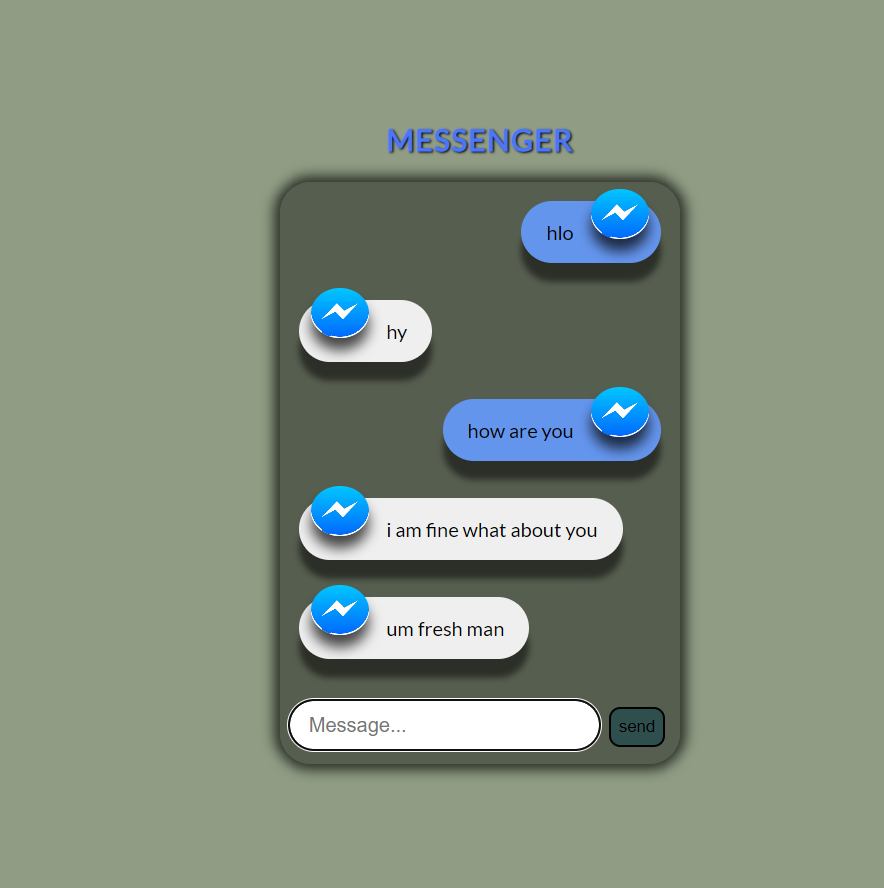 MESSENGER
hlo
hy
how are you
i am fine what about you
um fresh man
Message...
send